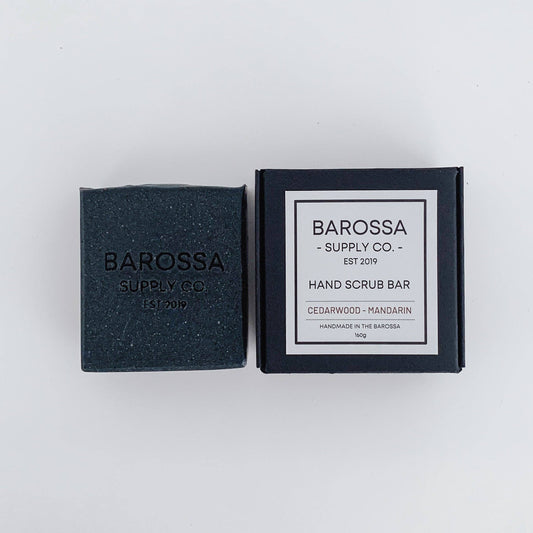 BAROSSA
SUPPLY CO.
EST 2019
BAROSSA
- SUPPLY CO. -
EST 2019
HAND SCRUB BAR
CEDARWOOD - MANDARIN
HANDMADE IN THE BAROSSA
160g